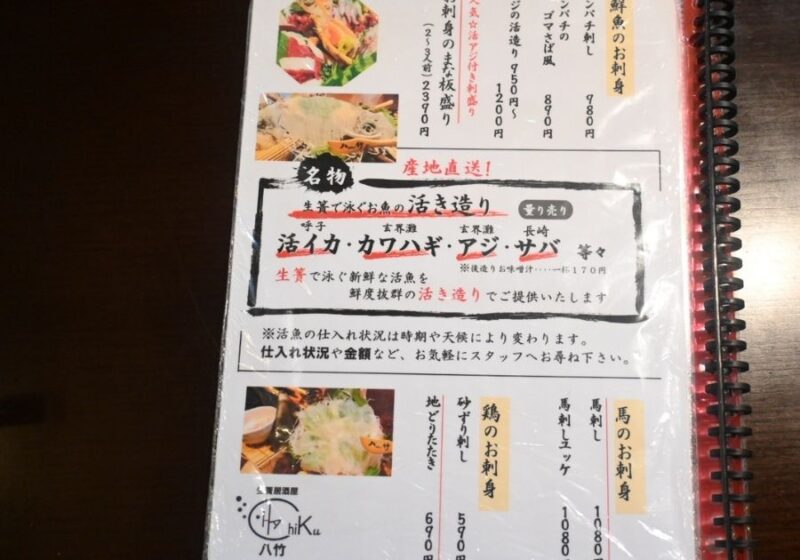 鮮魚のお刺身
ンパチ刺し 980円
ンパチの
ゴマさば風 890円
ジの活造り 950円〜
1200円
人気☆活アジ付き刺盛り
お刺身のまな板盛り
(2〜3人前) 2390円
産地直送!
名物
生簀で泳ぐお魚の活き造り 量り売り
呼子 玄界灘 玄界灘 長崎
活イカ・カワハギ・アジ・サバ 等々
※後造りお味噌汁‥‥一杯170円
生簀で泳ぐ新鮮な活魚を
鮮度抜群の活き造りでご提供いたします
※活魚の仕入れ状況は時期や天候により変わります。
仕入れ状況や金額など、お気軽にスタッフへお尋ね下さい。
馬のお刺身
馬刺し 1080
馬刺しユッケ 1080
鶏のお刺身
砂ずり刺し 590円
地どりたたき 690円
生簀居酒屋
八竹